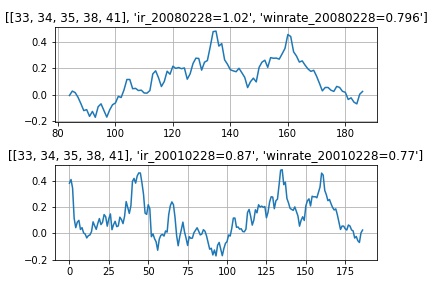 [[33, 34, 35, 38, 41], 'ir_20080228=1.02', 'winrate_20080228=0.796']
0.4
0.2
0.0
−0.2
80 100 120 140 160 180
[[33, 34, 35, 38, 41], 'ir_20010228=0.87', 'winrate_20010228=0.77']
0.4
0.2
0.0
−0.2
0 25 50 75 100 125 150 175